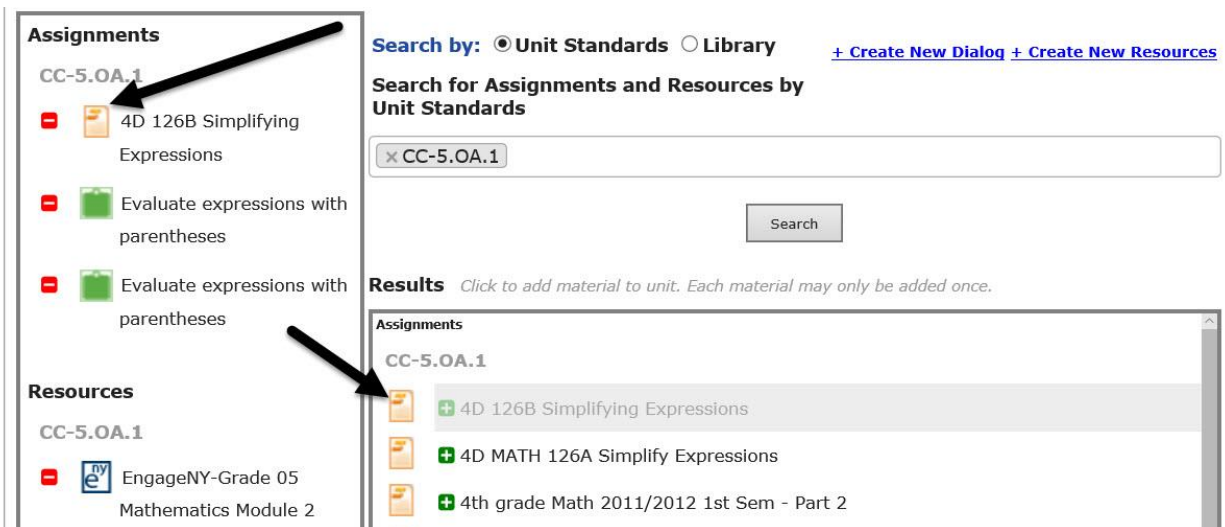 Assignments
CC-5.OA.1
4D 126B Simplifying
Expressions
Evaluate expressions with
parentheses
Evaluate expressions with
parentheses
Resources
CC-5.OA.1
ny
e
EngageNY-Grade 05
Mathematics Module 2
Search by: Unit Standards Library
+ Create New Dialog + Create New Resources
Search for Assignments and Resources by
Unit Standards
× CC-5.OA.1
Search
Results Click to add material to unit. Each material may only be added once.
Assignments
CC-5.OA.1
4D 126B Simplifying Expressions
4D MATH 126A Simplify Expressions
4th grade Math 2011/2012 1st Sem - Part 2